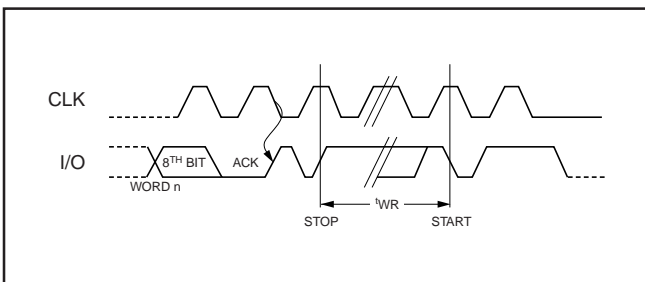 CLK
I/O
8TH BIT
ACK
WORD n
tWR
STOP
START